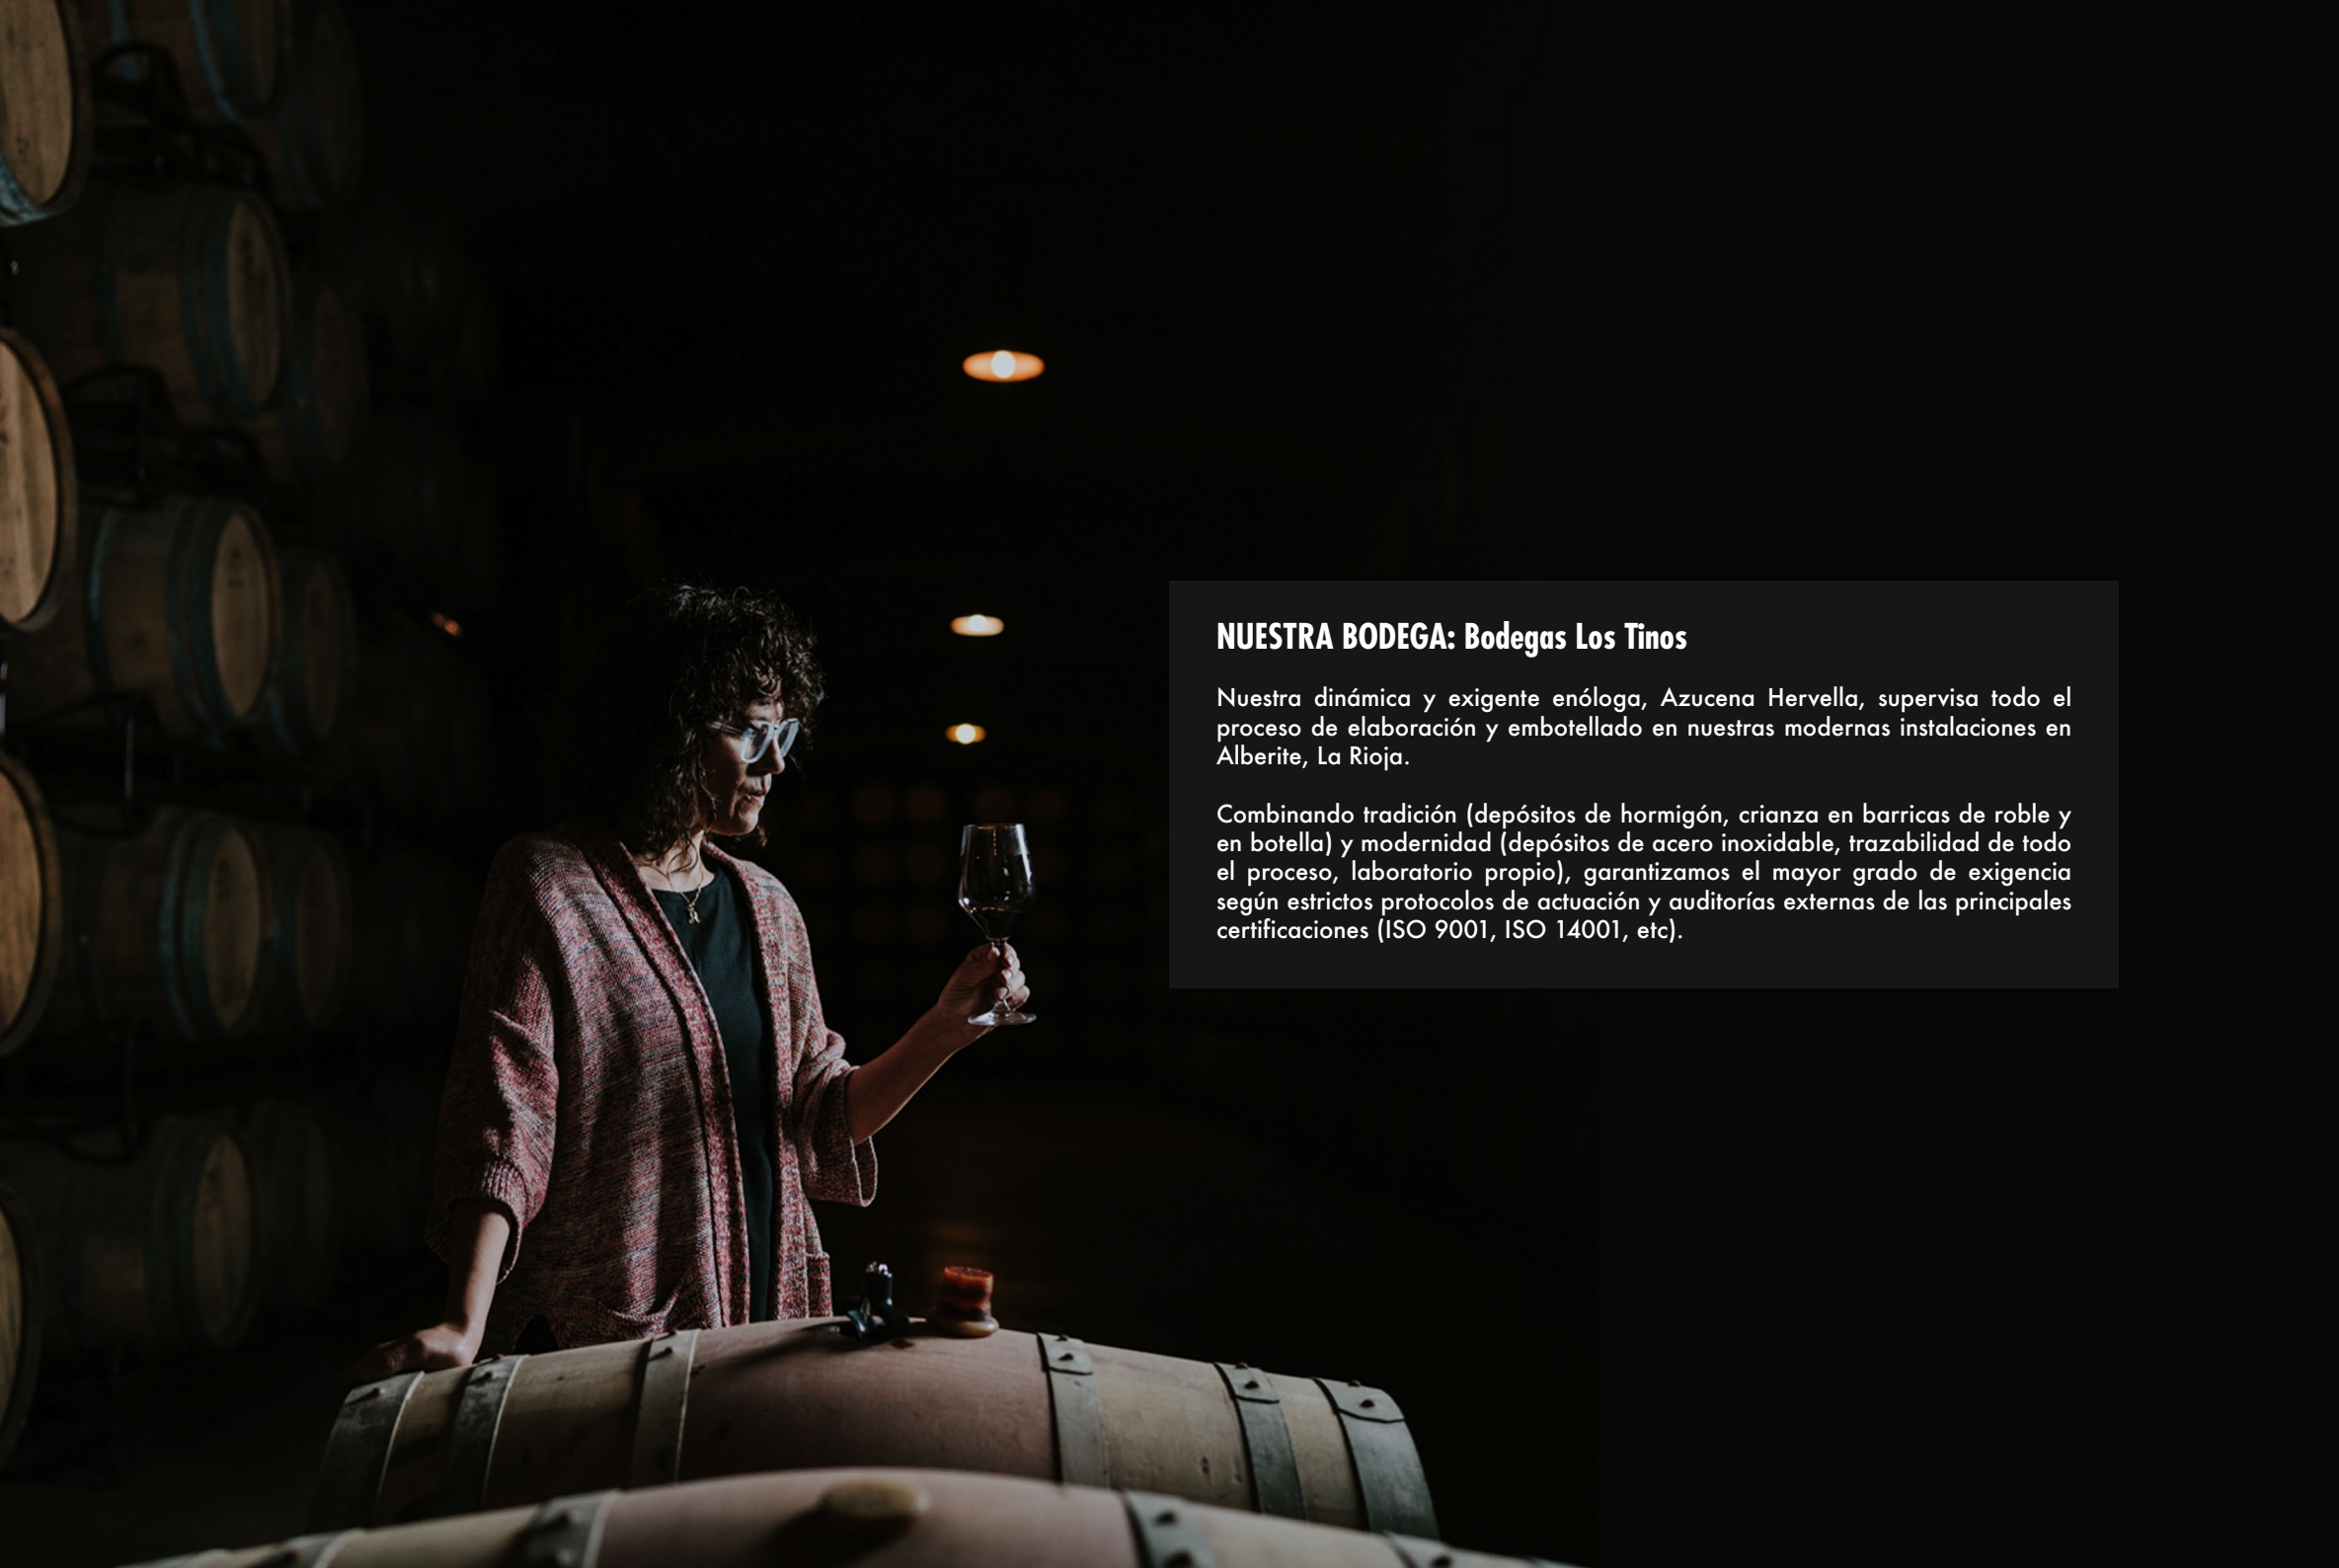 NUESTRA BODEGA: Bodegas Los Tinos
Nuestra dinámica y exigente enóloga, Azucena Hervella, supervisa todo el
proceso de elaboración y embotellado en nuestras modernas instalaciones en
Alberite, La Rioja.
Combinando tradición (depósitos de hormigón, crianza en barricas de roble y
en botella) y modernidad (depósitos de acero inoxidable, trazabilidad de todo
el proceso, laboratorio propio), garantizamos el mayor grado de exigencia
según estrictos protocolos de actuación y auditorías externas de las principales
certificaciones (ISO 9001, ISO 14001, etc).